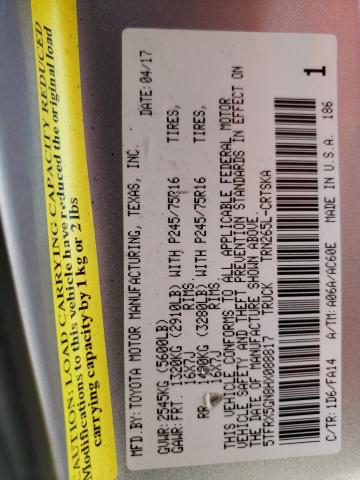 CAUTION: LOAD CARRYING CAPACITY REDUCED
Modifications to this vehicle have reduced the original load
carrying capacity by 1 kg or 2 lbs
MFD.BY: TOYOTA MOTOR MANUFACTURING, TEXAS, INC. DATE: 04/17
GVWR: 2545KG (5600LB)
GAWR: FRT. 1320KG (2910LB) WITH P245/75R16 TIRES,
16X7J RIMS,
RR. 1490KG (3280LB) WITH P245/75R16 TIRES,
16X7J RIMS
THIS VEHICLE CONFORMS TO ALL APPLICABLE FEDERAL MOTOR
VEHICLE SAFETY AND THEFT PREVENTION STANDARDS IN EFFECT ON
THE DATE OF MANUFACTURE SHOWN ABOVE.
5TFRX5GN8HX088817 TRUCK TRN265L-CRTSKA
C/TR: 1D6/FA14 A/TM: A06A/AC60E MADE IN U.S.A. 186
1